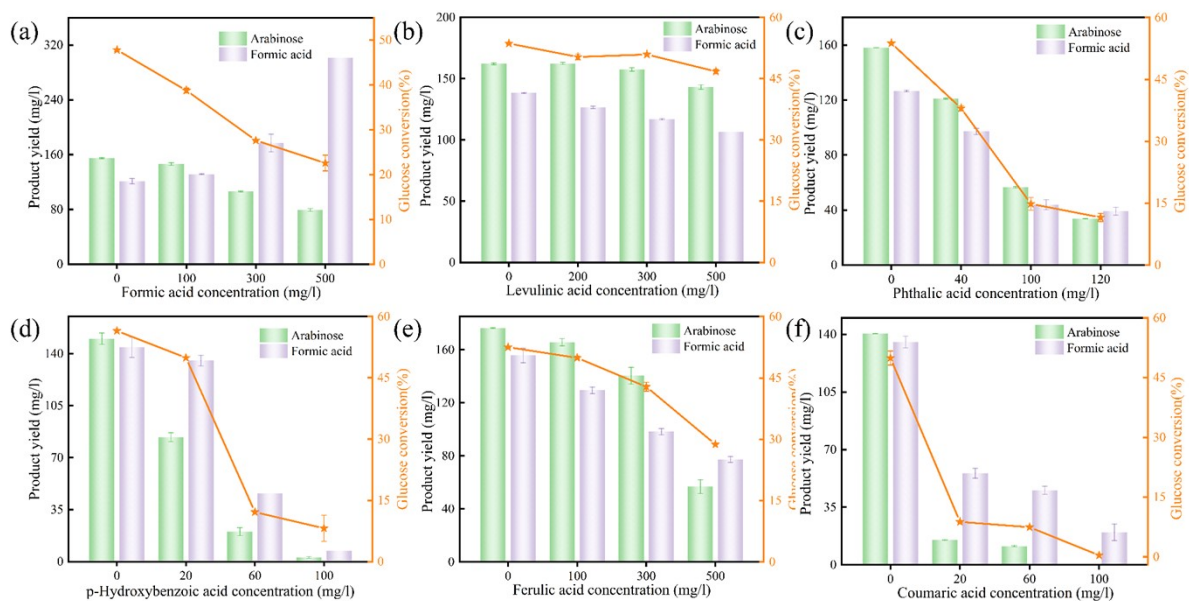 (a)
Arabinose
Formic acid
Product yield (mg/l)
320
240
160
80
0
0 100 300 500
Formic acid concentration (mg/l)
50
40
30
20
10
0
Glucose conversion(%)
(b)
Arabinose
Formic acid
Product yield (mg/l)
200
150
100
50
0
0 200 300 500
Levulinic acid concentration (mg/l)
60
45
30
15
0
Glucose conversion(%)
(c)
Arabinose
Formic acid
Product yield (mg/l)
160
120
80
40
0
0 40 100 120
Phthalic acid concentration (mg/l)
60
45
30
15
0
Glucose conversion(%)
(d)
Arabinose
Formic acid
Product yield (mg/l)
140
105
70
35
0
0 20 60 100
p-Hydroxybenzoic acid concentration (mg/l)
60
45
30
15
0
Glucose conversion(%)
(e)
Arabinose
Formic acid
Product yield (mg/l)
160
120
80
40
0
0 100 300 500
Ferulic acid concentration (mg/l)
60
45
30
15
0
Glucose conversion(%)
(f)
Arabinose
Formic acid
Product yield (mg/l)
140
105
70
35
0
0 20 60 100
Coumaric acid concentration (mg/l)
60
45
30
15
0
Glucose conversion(%)